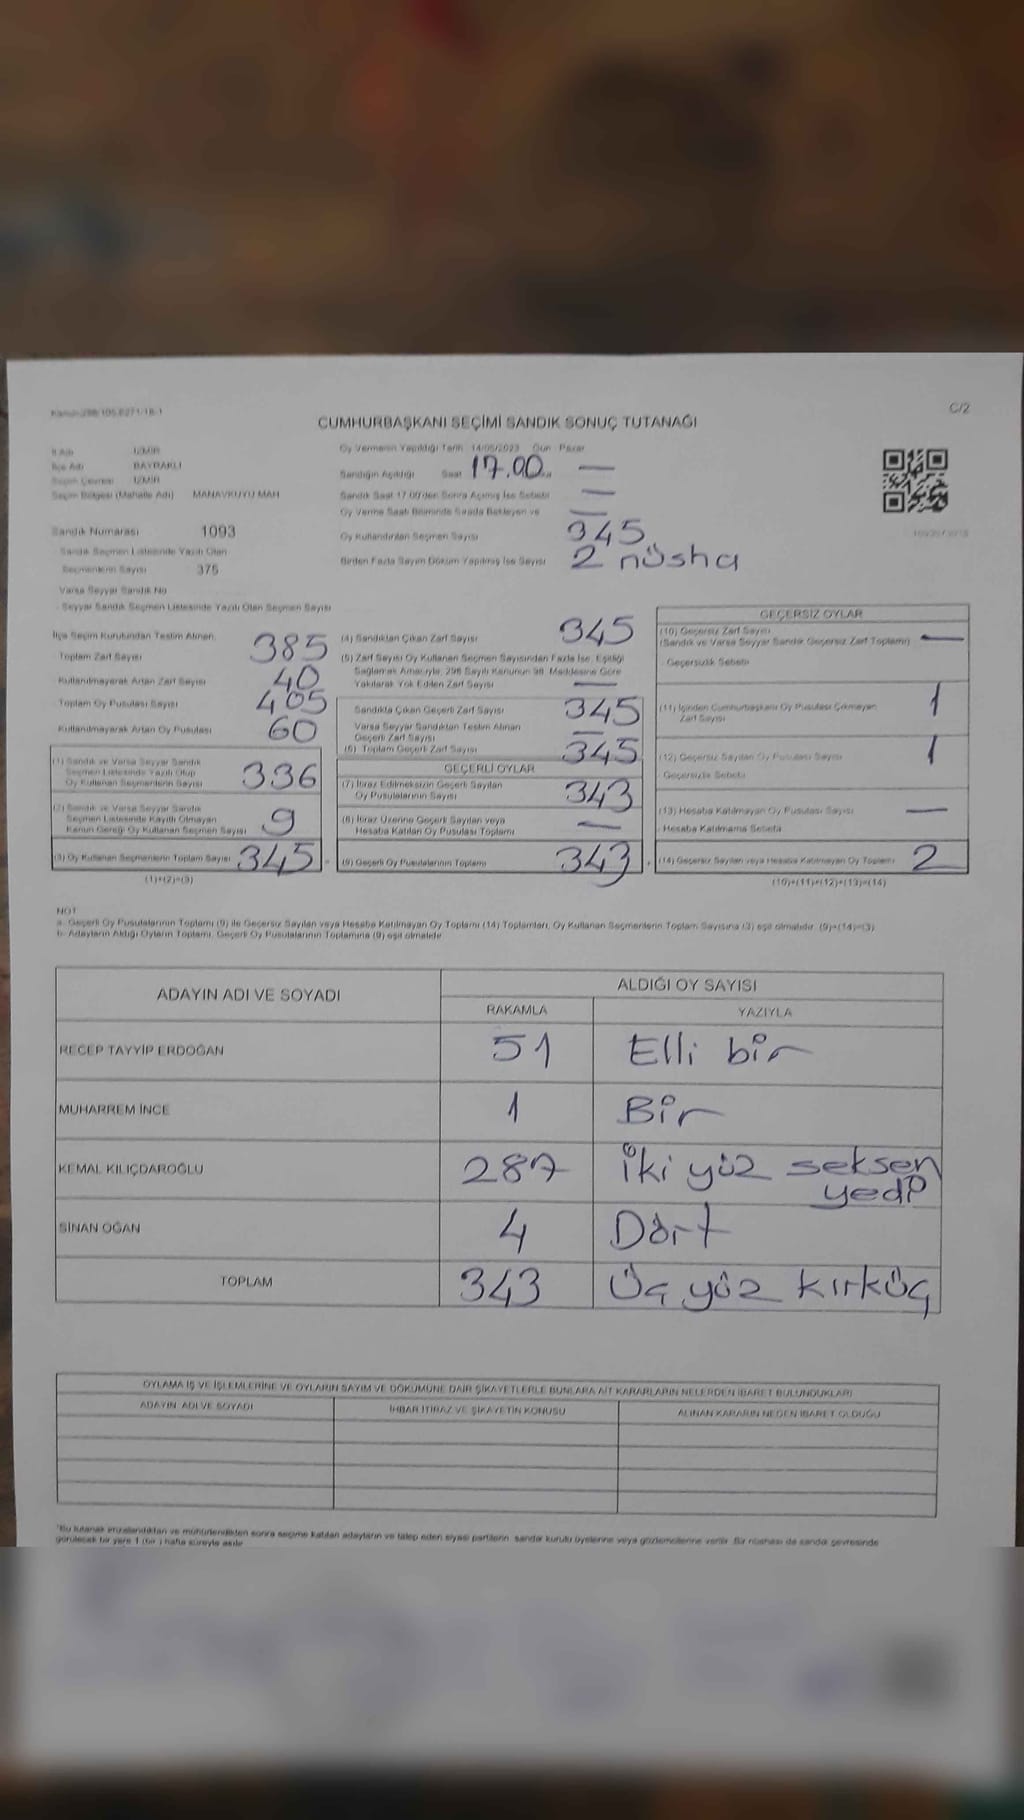 C/2
CUMHURBAŞKANI SEÇİMİ SANDIK SONUÇ TUTANAĞI
İl Adı İZMİR
İlçe Adı BAYRAKLI
Seçim Çevresi İZMİR
Seçim Bölgesi (Mahalle Adı) MANAVKUYU MAH
Sandık Numarası 1093
Sandık Seçmen Listesinde Yazılı Olan
Seçmenlerin Sayısı 375
Varsa Seyyar Sandık No
Seyyar Sandık Seçmen Listesinde Yazılı Olan Seçmen Sayısı
Oy Vermenin Yapıldığı Tarih 14/05/2023 Gün Pazar
Sandığın Açıldığı Saat 17.00 —
Sandık Saat 17.00'den Sonra Açılmış İse Sebebi —
Oy Verme Saati Bitiminde Sırada Bekleyen ve —
Oy Kullandırılan Seçmen Sayısı 345
Birden Fazla Sayım Döküm Yapılmış İse Sayısı 2 nüsha
İlçe Seçim Kurulundan Teslim Alınan
Toplam Zarf Sayısı 385
Kullanılmayarak Artan Zarf Sayısı 40
Toplam Oy Pusulası Sayısı 405
Kullanılmayarak Artan Oy Pusulası 60
(1) Sandık ve Varsa Seyyar Sandık
Seçmen Listesinde Yazılı Olup
Oy Kullanan Seçmenlerin Sayısı 336
(2) Sandık ve Varsa Seyyar Sandık
Seçmen Listesinde Kayıtlı Olmayan
Kanun Gereği Oy Kullanan Seçmen Sayısı 9
(3) Oy Kullanan Seçmenlerin Toplam Sayısı 345
(1)+(2)=(3)
(4) Sandıktan Çıkan Zarf Sayısı 345
(5) Zarf Sayısı Oy Kullanan Seçmen Sayısından Fazla İse, Eşitliği
Sağlamak Amacıyla, 298 Sayılı Kanunun 98. Maddesine Göre
Yakılarak Yok Edilen Zarf Sayısı —
Sandıkta Çıkan Geçerli Zarf Sayısı 345
Varsa Seyyar Sandıktan Teslim Alınan
Geçerli Zarf Sayısı —
(6) Toplam Geçerli Zarf Sayısı 345
GEÇERLİ OYLAR
(7) İtiraz Edilmeksizin Geçerli Sayılan
Oy Pusulalarının Sayısı 343
(8) İtiraz Üzerine Geçerli Sayılan veya
Hesaba Katılan Oy Pusulası Toplamı —
(9) Geçerli Oy Pusulalarının Toplamı 343
GEÇERSİZ OYLAR
(10) Geçersiz Zarf Sayısı
(Sandık ve Varsa Seyyar Sandık Geçersiz Zarf Toplamı) —
Geçersizlik Sebebi
(11) İçinden Cumhurbaşkanı Oy Pusulası Çıkmayan
Zarf Sayısı 1
(12) Geçersiz Sayılan Oy Pusulası Sayısı 1
Geçersizlik Sebebi
(13) Hesaba Katılmayan Oy Pusulası Sayısı —
Hesaba Katılmama Sebebi
(14) Geçersiz Sayılan veya Hesaba Katılmayan Oy Toplamı 2
(10)+(11)+(12)+(13)=(14)
NOT
a- Geçerli Oy Pusulalarının Toplamı (9) ile Geçersiz Sayılan veya Hesaba Katılmayan Oy Toplamı (14) Toplamları, Oy Kullanan Seçmenlerin Toplam Sayısına (3) eşit olmalıdır. (9)+(14)=(3)
b- Adayların Aldığı Oyların Toplamı, Geçerli Oy Pusulalarının Toplamına (9) eşit olmalıdır
ADAYIN ADI VE SOYADI ALDIĞI OY SAYISI
RAKAMLA YAZIYLA
RECEP TAYYİP ERDOĞAN 51 Elli bir
MUHARREM İNCE 1 Bir
KEMAL KILIÇDAROĞLU 287 İki yüz seksen
yedi
SİNAN OĞAN 4 Dört
TOPLAM 343 Üç yüz kırküç
OYLAMA İŞ VE İŞLEMLERİNE VE OYLARIN SAYIM VE DÖKÜMÜNE DAİR ŞİKAYETLERLE BUNLARA AİT KARARLARIN NELERDEN İBARET BULUNDUKLARI
ADAYIN ADI VE SOYADI İHBAR İTİRAZ VE ŞİKAYETİN KONUSU ALINAN KARARIN NEDEN İBARET OLDUĞU
*Bu tutanak imzalandıktan ve mühürlendikten sonra seçime katılan adayların ve talep eden siyasi partilerin sandık kurulu üyelerine veya gözlemcilerine verilir. Bir nüshası da sandık çevresinde
görülecek bir yere 1 (bir ) hafta süreyle asılır